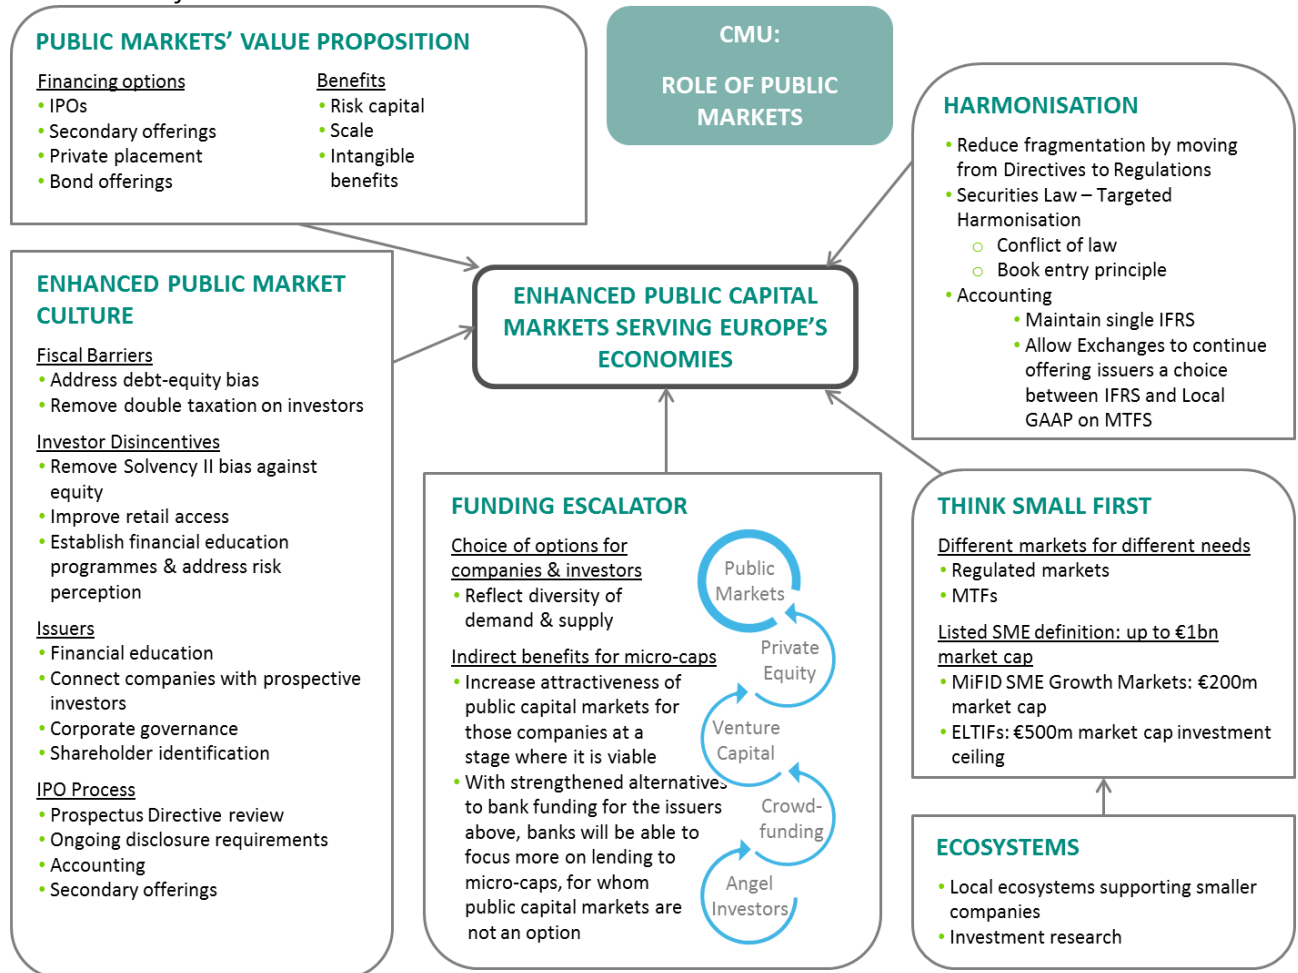 PUBLIC MARKETS' VALUE PROPOSITION
Financing options
• IPOs
• Secondary offerings
• Private placement
• Bond offerings
Benefits
• Risk capital
• Scale
• Intangible
benefits
CMU:
ROLE OF PUBLIC
MARKETS
HARMONISATION
• Reduce fragmentation by moving
from Directives to Regulations
• Securities Law – Targeted
Harmonisation
o Conflict of law
o Book entry principle
• Accounting
• Maintain single IFRS
• Allow Exchanges to continue
offering issuers a choice
between IFRS and Local
GAAP on MTFS
ENHANCED PUBLIC MARKET
CULTURE
Fiscal Barriers
• Address debt-equity bias
• Remove double taxation on investors
Investor Disincentives
• Remove Solvency II bias against
equity
• Improve retail access
• Establish financial education
programmes & address risk
perception
Issuers
• Financial education
• Connect companies with prospective
investors
• Corporate governance
• Shareholder identification
IPO Process
• Prospectus Directive review
• Ongoing disclosure requirements
• Accounting
• Secondary offerings
ENHANCED PUBLIC CAPITAL
MARKETS SERVING EUROPE'S
ECONOMIES
FUNDING ESCALATOR
Choice of options for
companies & investors
• Reflect diversity of
demand & supply
Indirect benefits for micro-caps
• Increase attractiveness of
public capital markets for
those companies at a
stage where it is viable
• With strengthened alternatives
to bank funding for the issuers
above, banks will be able to
focus more on lending to
micro-caps, for whom
public capital markets are
not an option
Public
Markets
Private
Equity
Venture
Capital
Crowd-
funding
Angel
Investors
THINK SMALL FIRST
Different markets for different needs
• Regulated markets
• MTFs
Listed SME definition: up to €1bn
market cap
• MiFID SME Growth Markets: €200m
market cap
• ELTIFs: €500m market cap investment
ceiling
ECOSYSTEMS
• Local ecosystems supporting smaller
companies
• Investment research